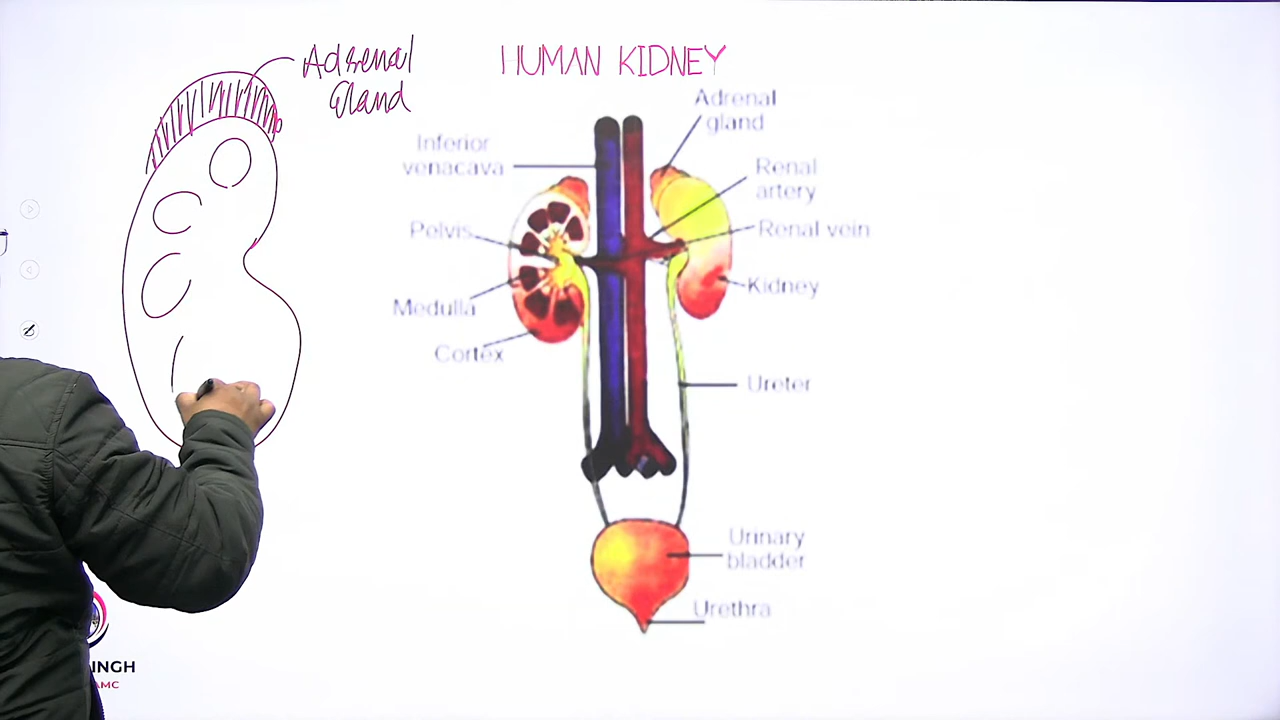 Adrenal
Gland
HUMAN KIDNEY
Adrenal
gland
Inferior
venacava
Renal
artery
Pelvis
Renal vein
Medulla
Kidney
Cortex
Ureter
Urinary
bladder
Urethra
INGH
AMC